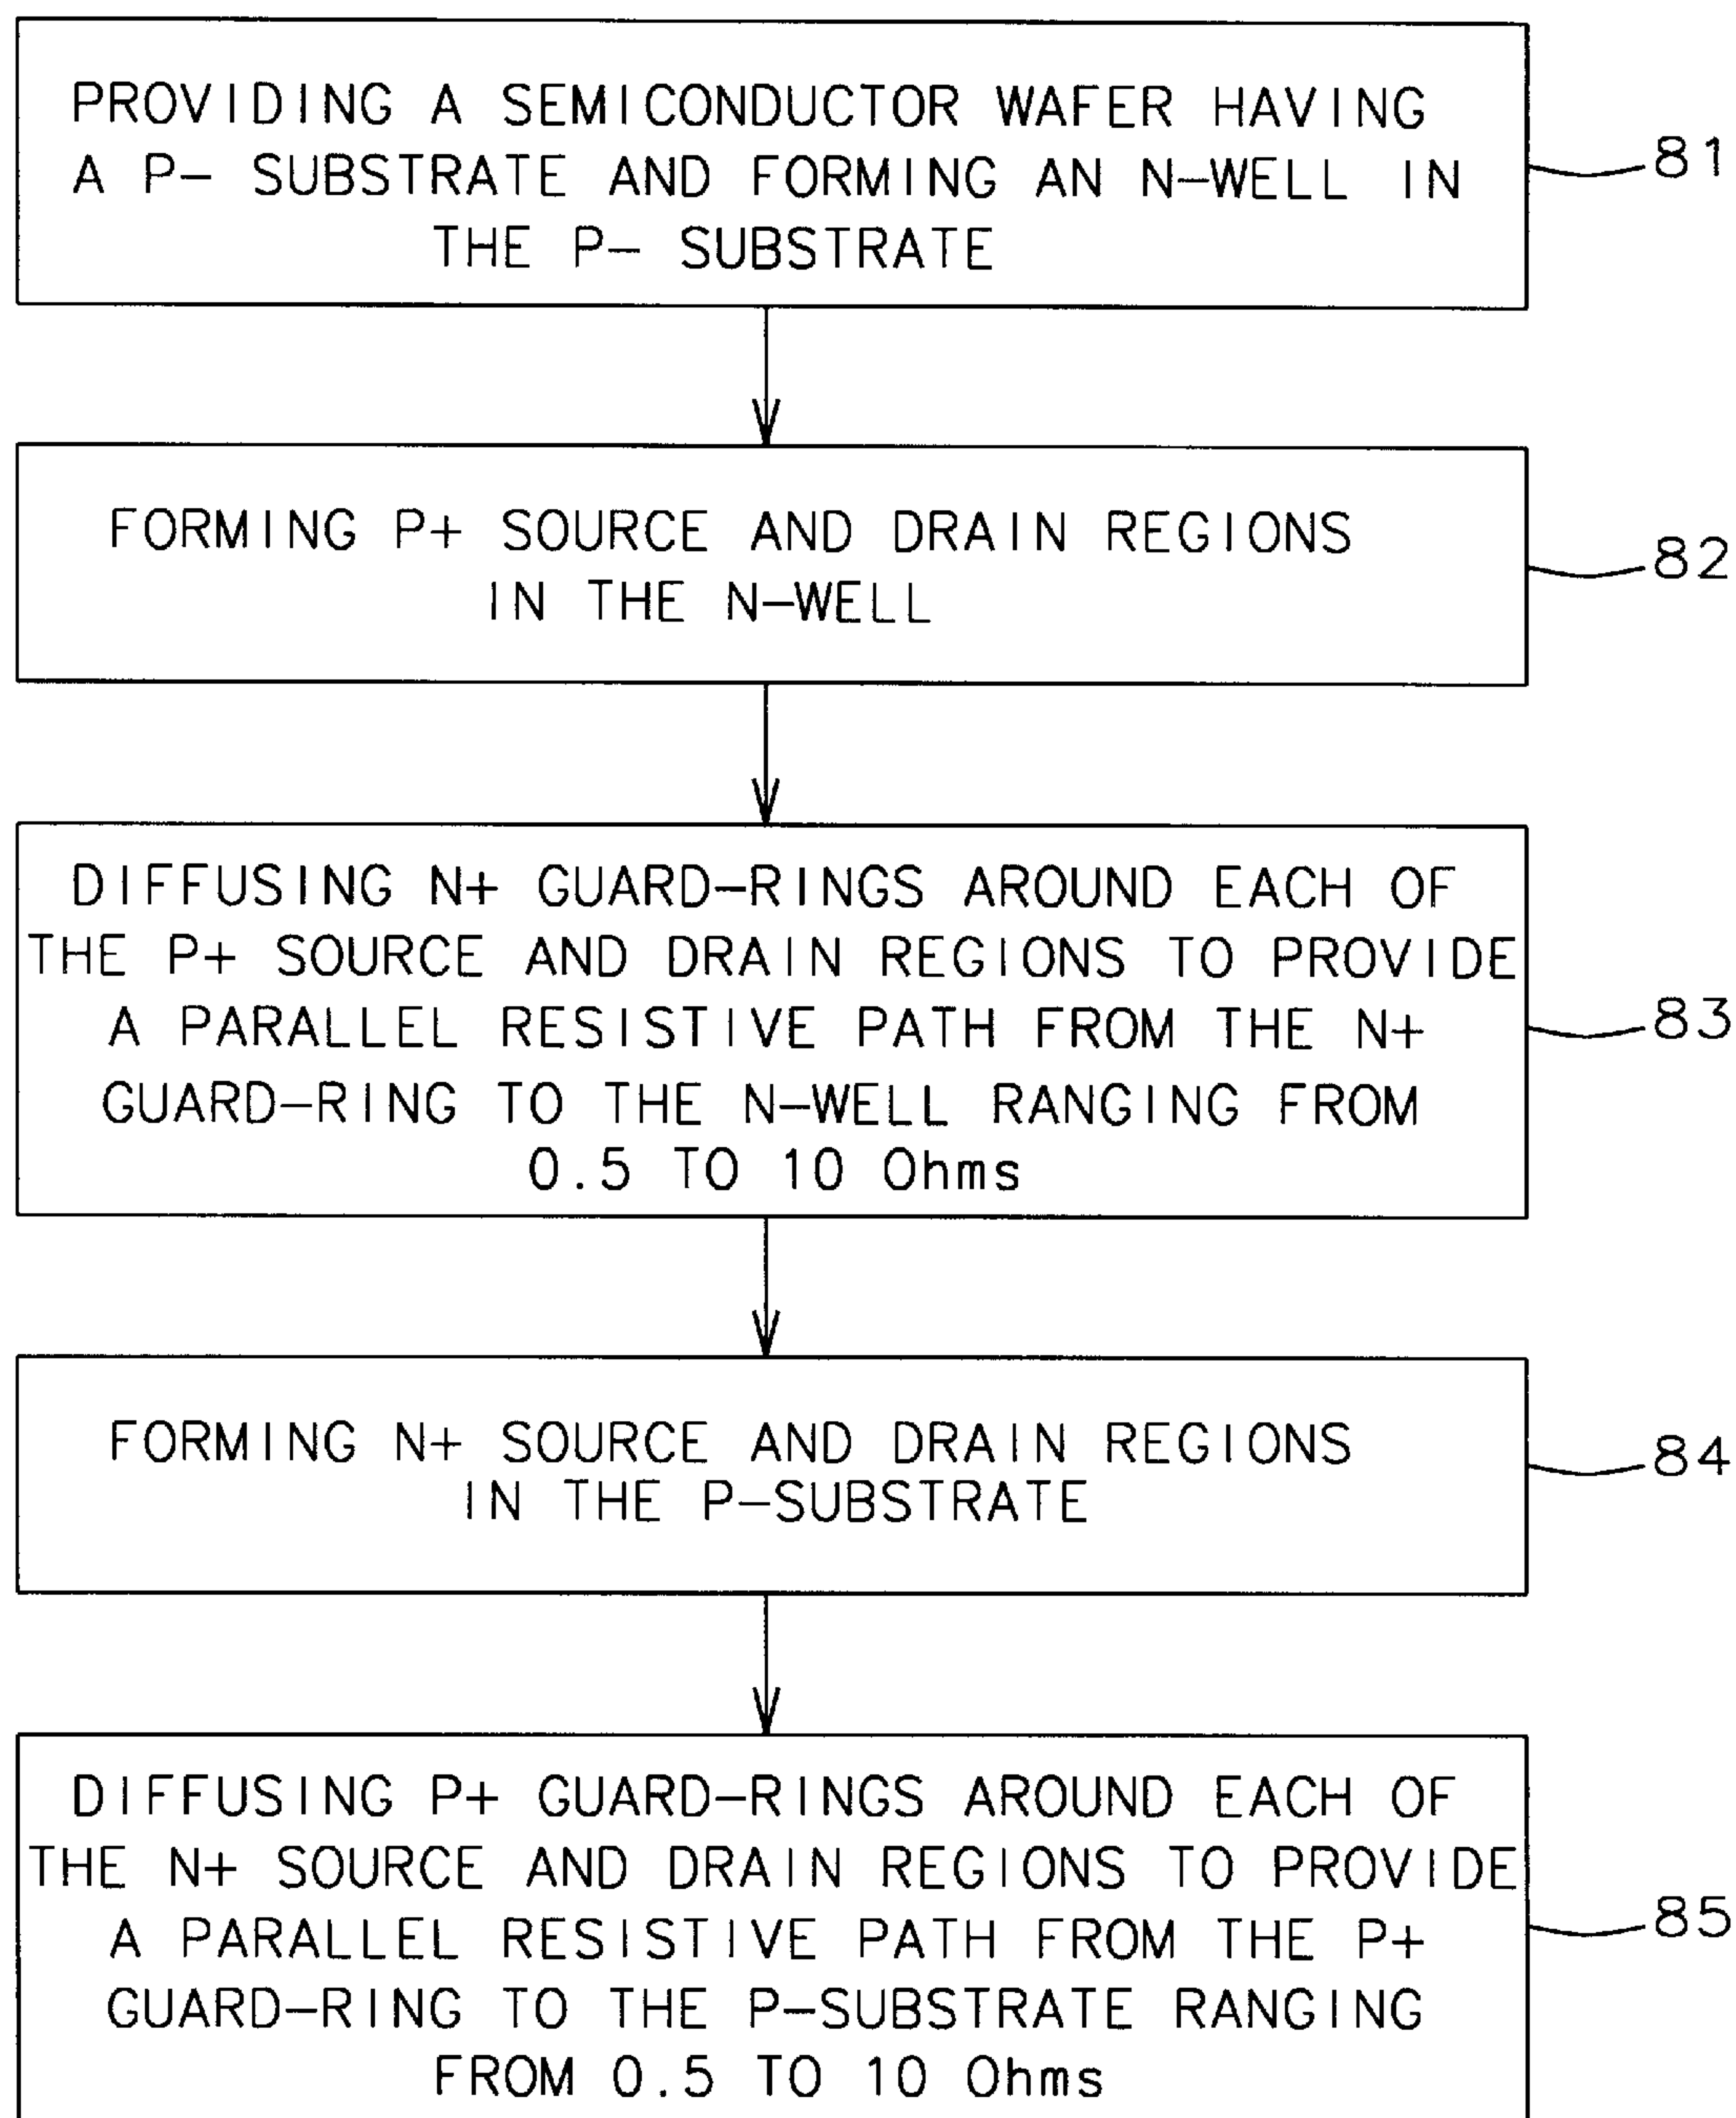 PROVIDING A SEMICONDUCTOR WAFER HAVING
A P- SUBSTRATE AND FORMING AN N-WELL IN
THE P- SUBSTRATE
81
FORMING P+ SOURCE AND DRAIN REGIONS
IN THE N-WELL
82
DIFFUSING N+ GUARD-RINGS AROUND EACH OF
THE P+ SOURCE AND DRAIN REGIONS TO PROVIDE
A PARALLEL RESISTIVE PATH FROM THE N+
GUARD-RING TO THE N-WELL RANGING FROM
0.5 TO 10 Ohms
83
FORMING N+ SOURCE AND DRAIN REGIONS
IN THE P-SUBSTRATE
84
DIFFUSING P+ GUARD-RINGS AROUND EACH OF
THE N+ SOURCE AND DRAIN REGIONS TO PROVIDE
A PARALLEL RESISTIVE PATH FROM THE P+
GUARD-RING TO THE P-SUBSTRATE RANGING
FROM 0.5 TO 10 Ohms
85